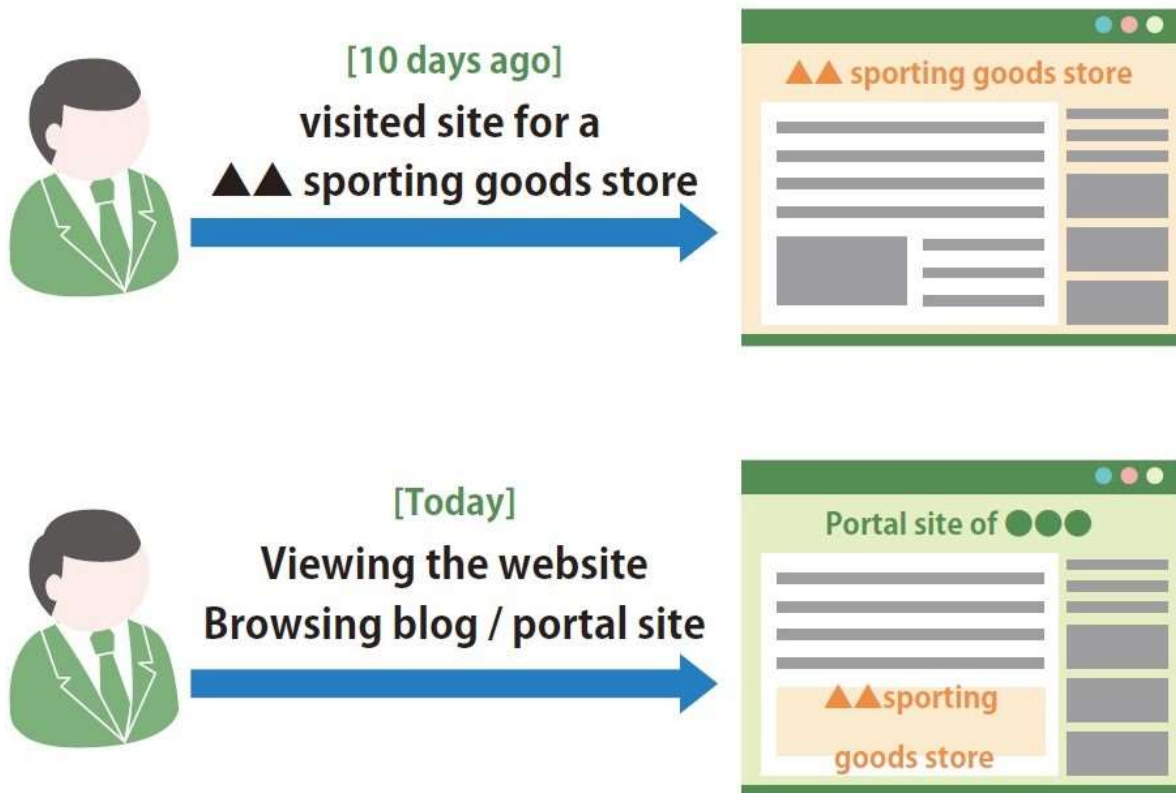 [10 days ago]
visited site for a
▲▲ sporting goods store
▲▲ sporting goods store
[Today]
Viewing the website
Browsing blog / portal site
Portal site of ●●●
▲▲sporting
goods store